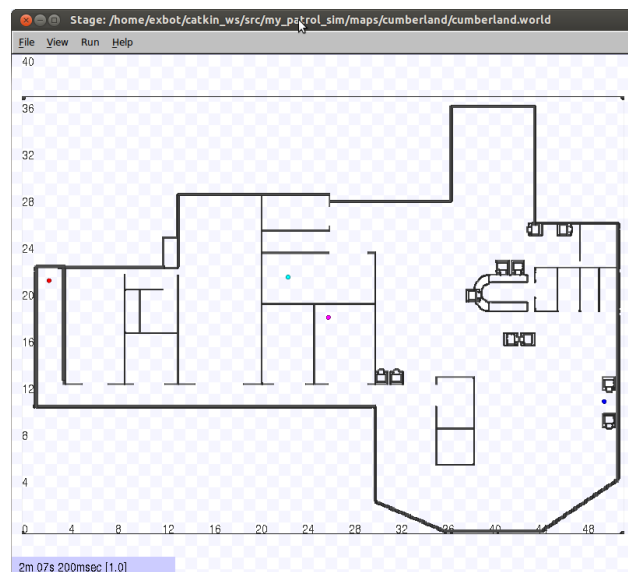 Stage: /home/exbot/catkin_ws/src/my_patrol_sim/maps/cumberland/cumberland.world
File View Run Help
40
36
32
28
24
20
16
12
8
4
0 4 8 12 16 20 24 28 32 36 40 44 48
2m 07s 200msec [1.0]